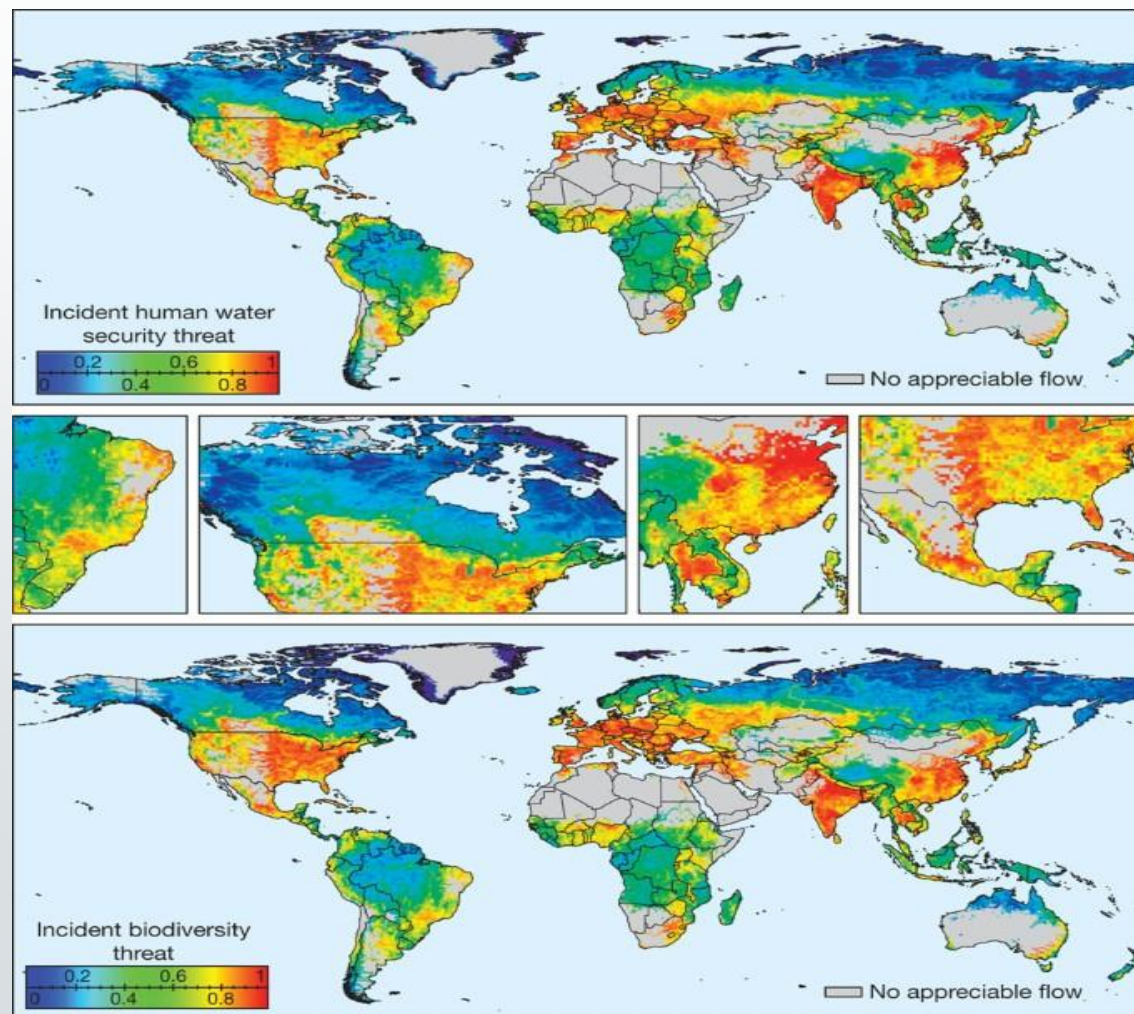 Incident human water
security threat
0.2 0.6 1
0 0.4 0.8
No appreciable flow
Incident biodiversity
threat
0.2 0.6 1
0 0.4 0.8
No appreciable flow